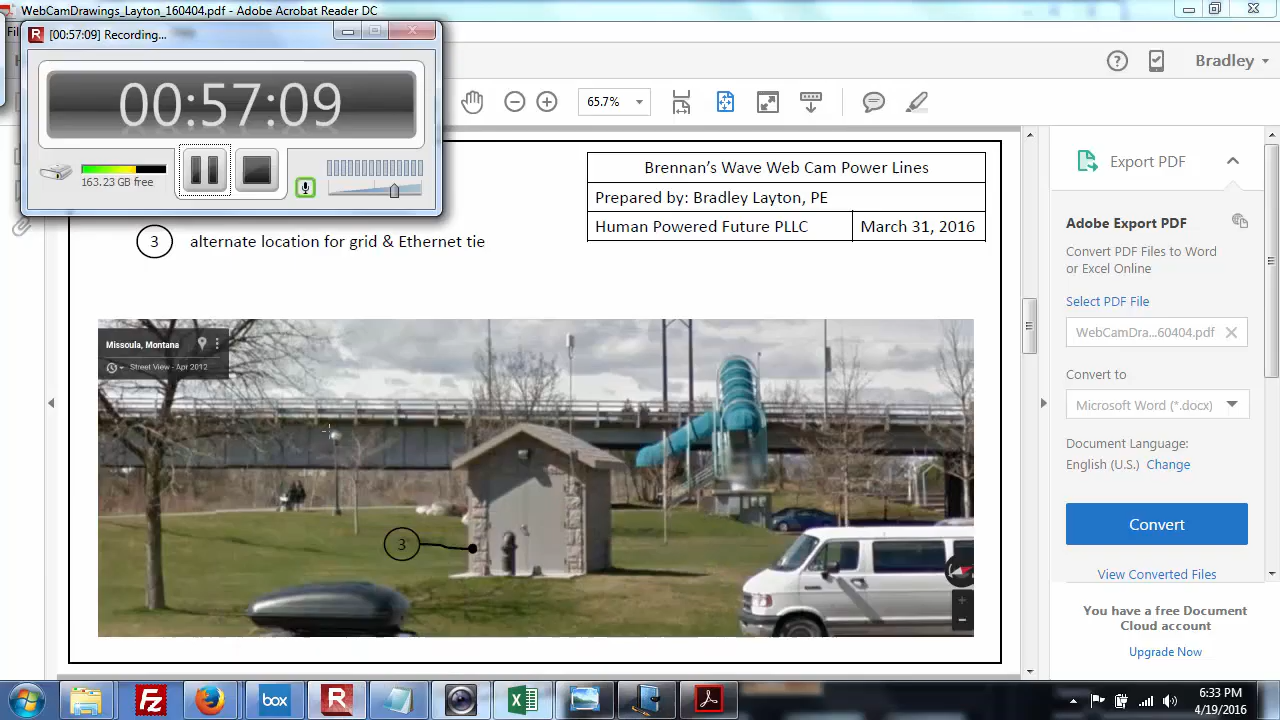 WebCamDrawings_Layton_160404.pdf - Adobe Acrobat Reader DC
[00:57:09] Recording...
00:57:09
163.23 GB free
Bradley
65.7%
Brennan's Wave Web Cam Power Lines
Prepared by: Bradley Layton, PE
Human Powered Future PLLC March 31, 2016
3 alternate location for grid & Ethernet tie
Missoula, Montana
Street View - Apr 2012
3
Export PDF
Adobe Export PDF
Convert PDF Files to Word
or Excel Online
Select PDF File
WebCamDra...60404.pdf
Convert to
Microsoft Word (*.docx)
Document Language:
English (U.S.) Change
Convert
View Converted Files
You have a free Document
Cloud account
Upgrade Now
box
6:33 PM
4/19/2016